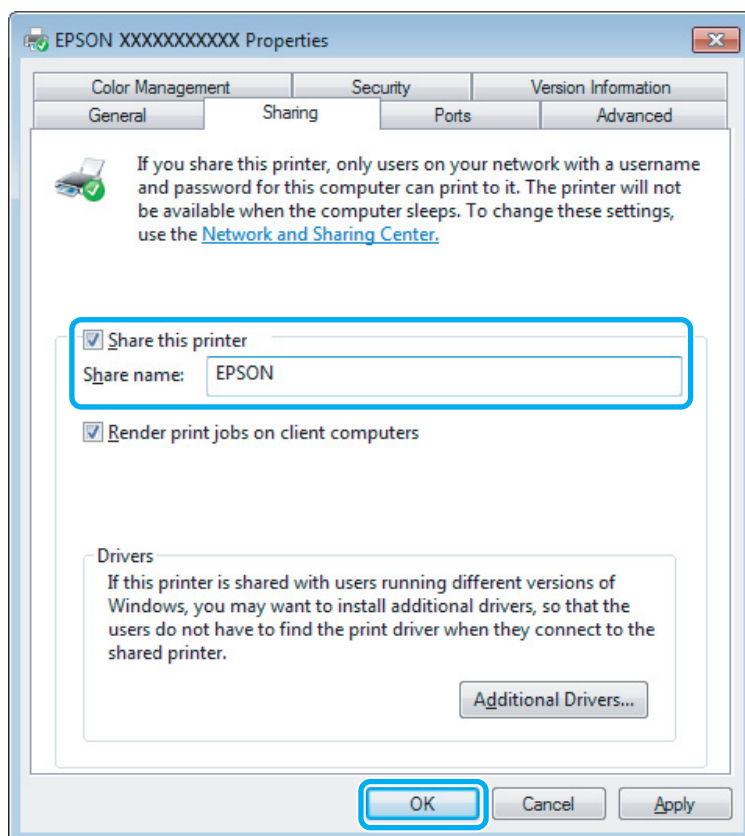 EPSON XXXXXXXXXXX Properties
Color Management Security Version Information
General Sharing Ports Advanced
If you share this printer, only users on your network with a username
and password for this computer can print to it. The printer will not
be available when the computer sleeps. To change these settings,
use the Network and Sharing Center.
Share this printer
Share name: EPSON
Render print jobs on client computers
Drivers
If this printer is shared with users running different versions of
Windows, you may want to install additional drivers, so that the
users do not have to find the print driver when they connect to the
shared printer.
Additional Drivers...
OK Cancel Apply